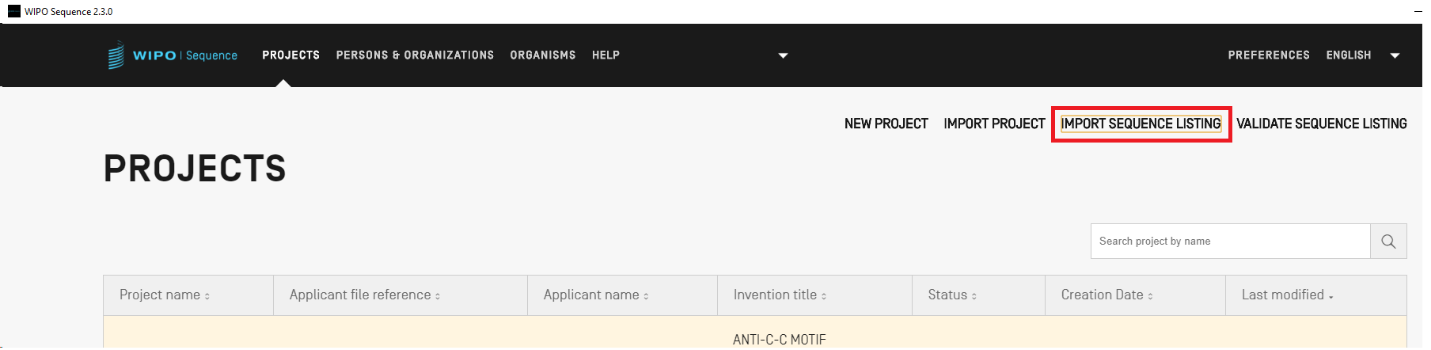 WIPO Sequence 2.3.0
WIPO | Sequence PROJECTS PERSONS & ORGANIZATIONS ORGANISMS HELP PREFERENCES ENGLISH
NEW PROJECT IMPORT PROJECT IMPORT SEQUENCE LISTING VALIDATE SEQUENCE LISTING
PROJECTS
Search project by name
Project name Applicant file reference Applicant name Invention title Status Creation Date Last modified
ANTI-C-C MOTIF